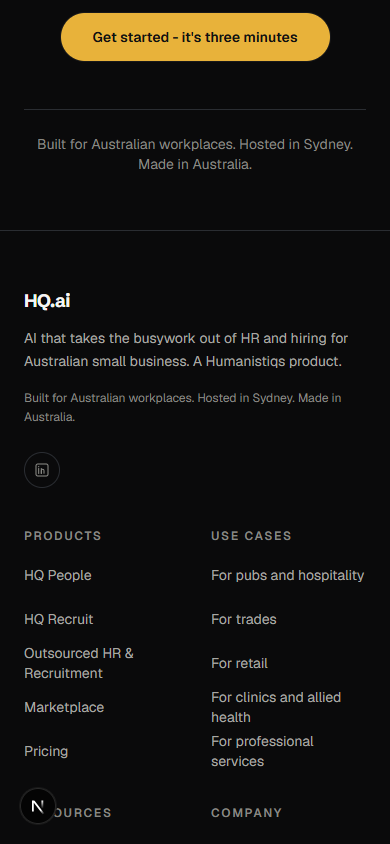 Get started - it's three minutes
Built for Australian workplaces. Hosted in Sydney.
Made in Australia.
HQ.ai
AI that takes the busywork out of HR and hiring for
Australian small business. A Humanistiqs product.
Built for Australian workplaces. Hosted in Sydney. Made in
Australia.
in
PRODUCTS
HQ People
HQ Recruit
Outsourced HR &
Recruitment
Marketplace
Pricing
USE CASES
For pubs and hospitality
For trades
For retail
For clinics and allied
health
For professional
services
N
OURCES
COMPANY